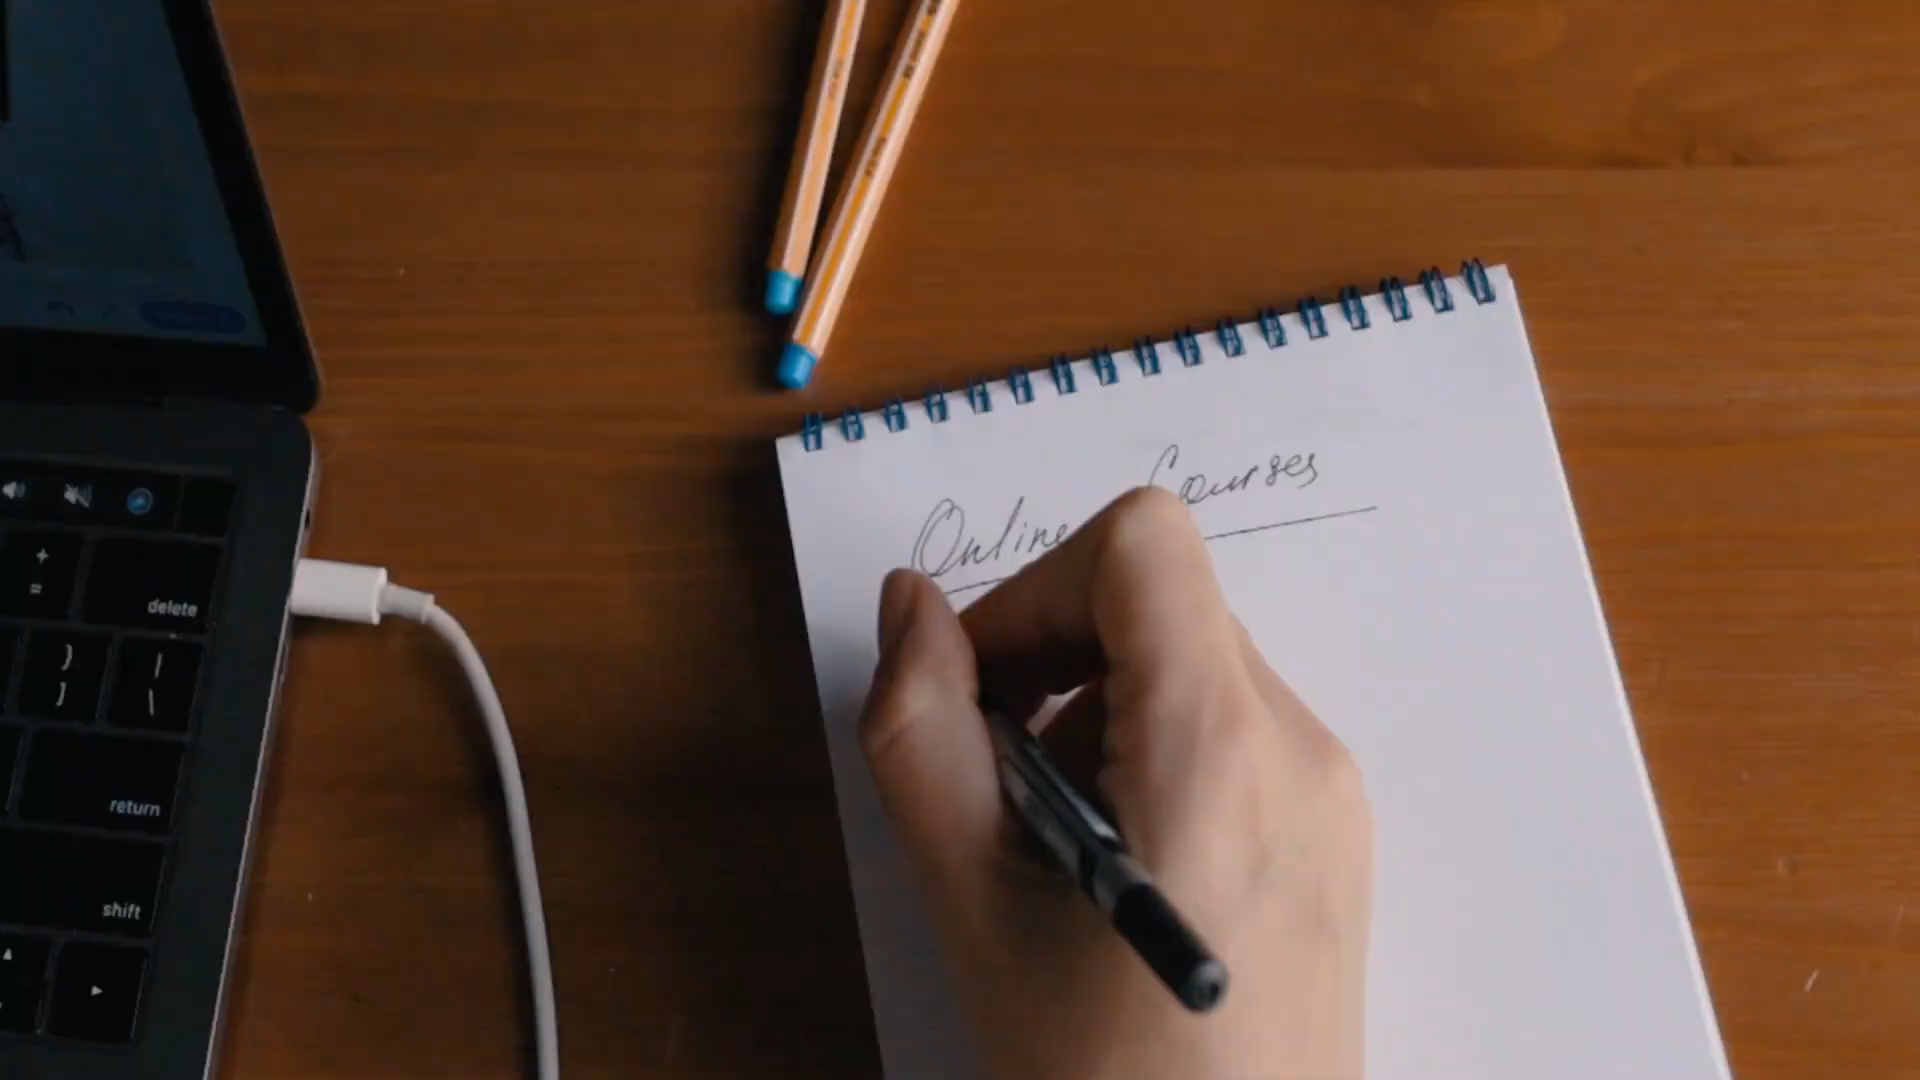 Online Courses
+
=
delete
}
]
|
\
return
shift